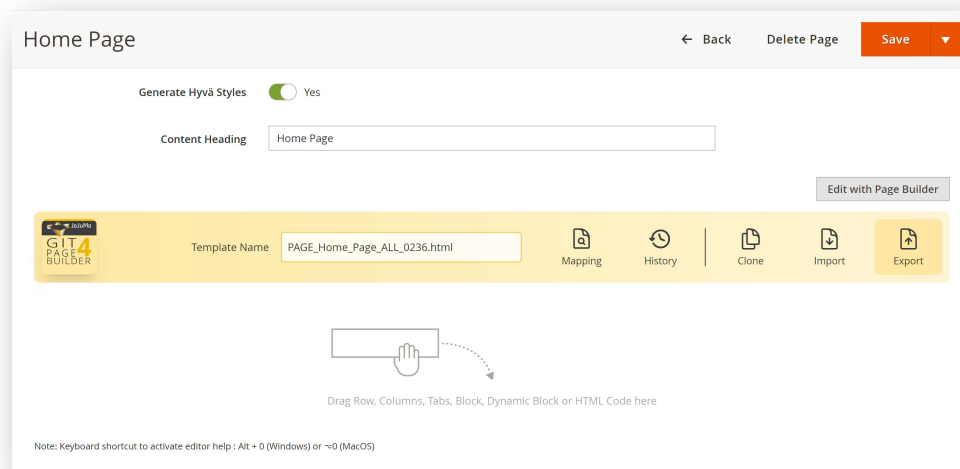 Home Page
← Back
Delete Page
Save
Generate Hyvä Styles
Yes
Content Heading
Home Page
Edit with Page Builder
JoJuMo
GIT 4
PAGE
BUILDER
Template Name
PAGE_Home_Page_ALL_0236.html
Mapping
History
Clone
Import
Export
Drag Row, Columns, Tabs, Block, Dynamic Block or HTML Code here
Note: Keyboard shortcut to activate editor help : Alt + 0 (Windows) or ⌥0 (MacOS)